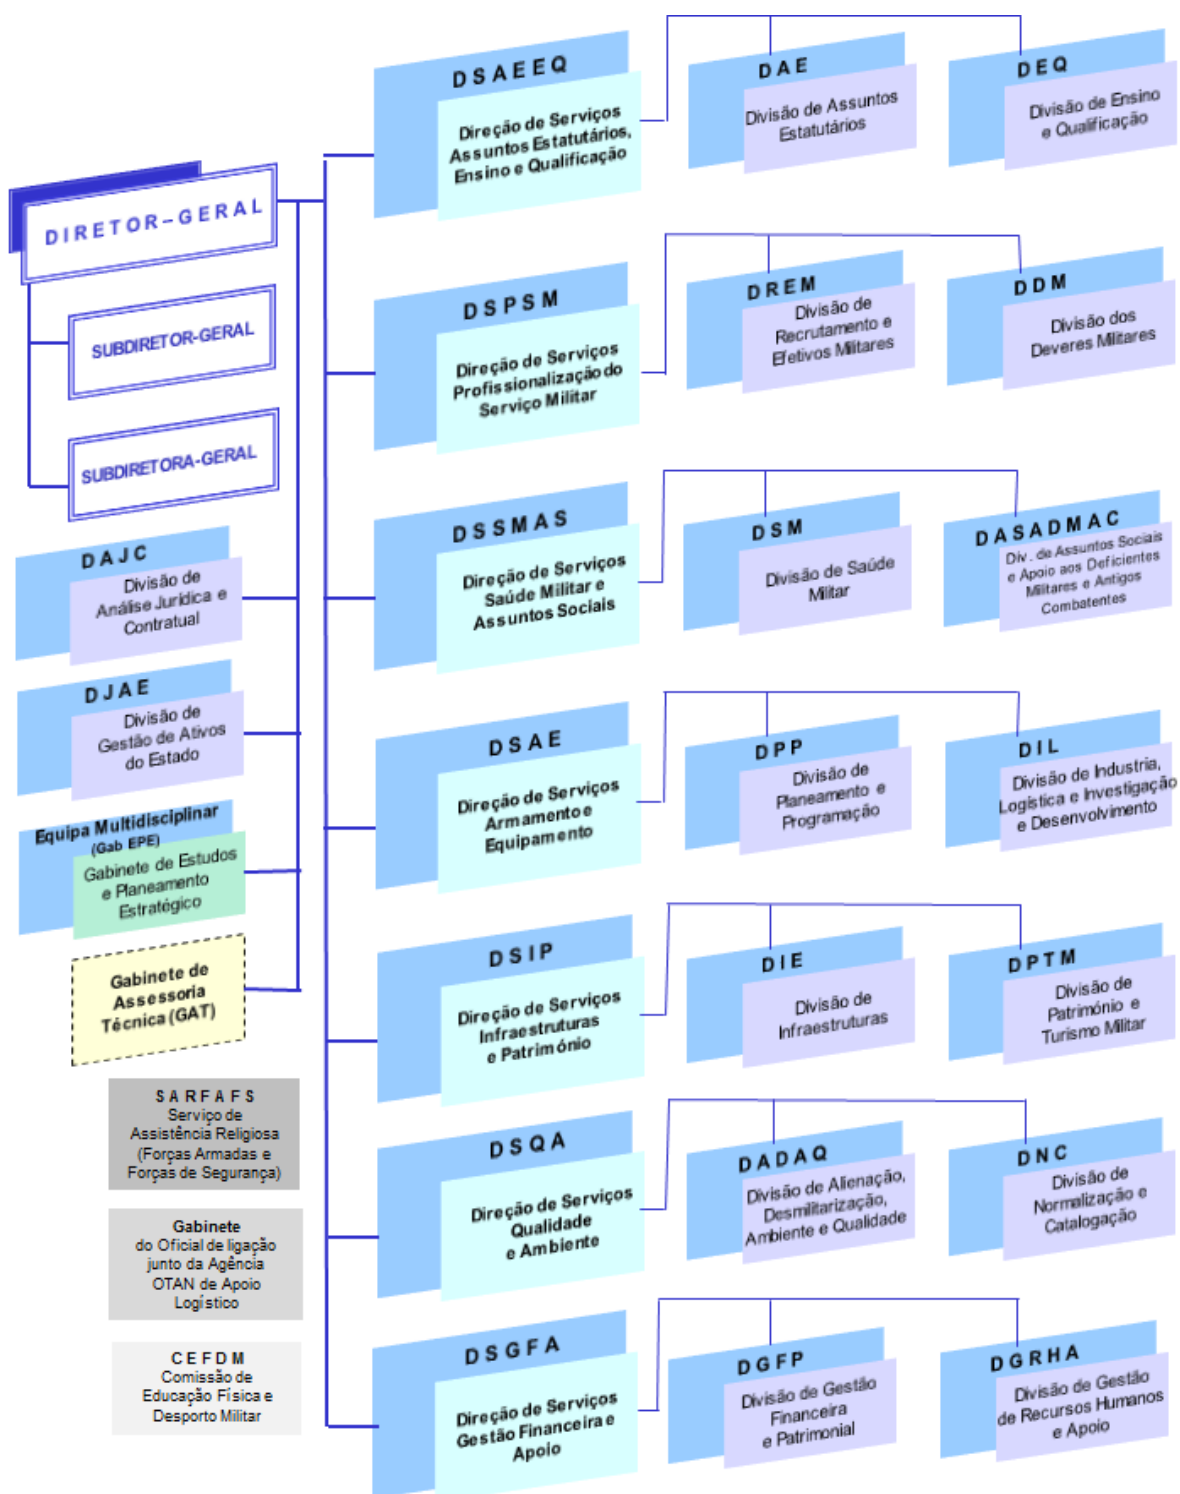 DIRETOR–GERAL
SUBDIRETOR-GERAL
SUBDIRETORA-GERAL
DAJC
Divisão de
Análise Jurídica e
Contratual
DJAE
Divisão de
Gestão de Ativos
do Estado
Equipa Multidisciplinar
(Gab EPE)
Gabinete de Estudos
e Planeamento
Estratégico
Gabinete de
Assessoria
Técnica (GAT)
SARFAFS
Serviço de
Assistência Religiosa
(Forças Armadas e
Forças de Segurança)
Gabinete
do Oficial de ligação
junto da Agência
OTAN de Apoio
Logístico
CEFDM
Comissão de
Educação Física e
Desporto Militar
DSAEEQ
Direção de Serviços
Assuntos Estatutários,
Ensino e Qualificação
DAE
Divisão de Assuntos
Estatutários
DEQ
Divisão de Ensino
e Qualificação
DSPSM
Direção de Serviços
Profissionalização do
Serviço Militar
DREM
Divisão de
Recrutamento e
Efetivos Militares
DDM
Divisão dos
Deveres Militares
DSSMAS
Direção de Serviços
Saúde Militar e
Assuntos Sociais
DSM
Divisão de Saúde
Militar
DASADMAC
Div. de Assuntos Sociais
e Apoio aos Deficientes
Militares e Antigos
Combatentes
DSAE
Direção de Serviços
Armamento e
Equipamento
DPP
Divisão de
Planeamento e
Programação
DIL
Divisão de Industria,
Logística e Investigação
e Desenvolvimento
DSIP
Direção de Serviços
Infraestruturas
e Património
DIE
Divisão de
Infraestruturas
DPTM
Divisão de
Património e
Turismo Militar
DSQA
Direção de Serviços
Qualidade
e Ambiente
DADAQ
Divisão de Alienação,
Desmilitarização,
Ambiente e Qualidade
DNC
Divisão de
Normalização e
Catalogação
DSGFA
Direção de Serviços
Gestão Financeira e
Apoio
DGFP
Divisão de Gestão
Financeira
e Patrimonial
DGRHA
Divisão de Gestão
de Recursos Humanos
e Apoio